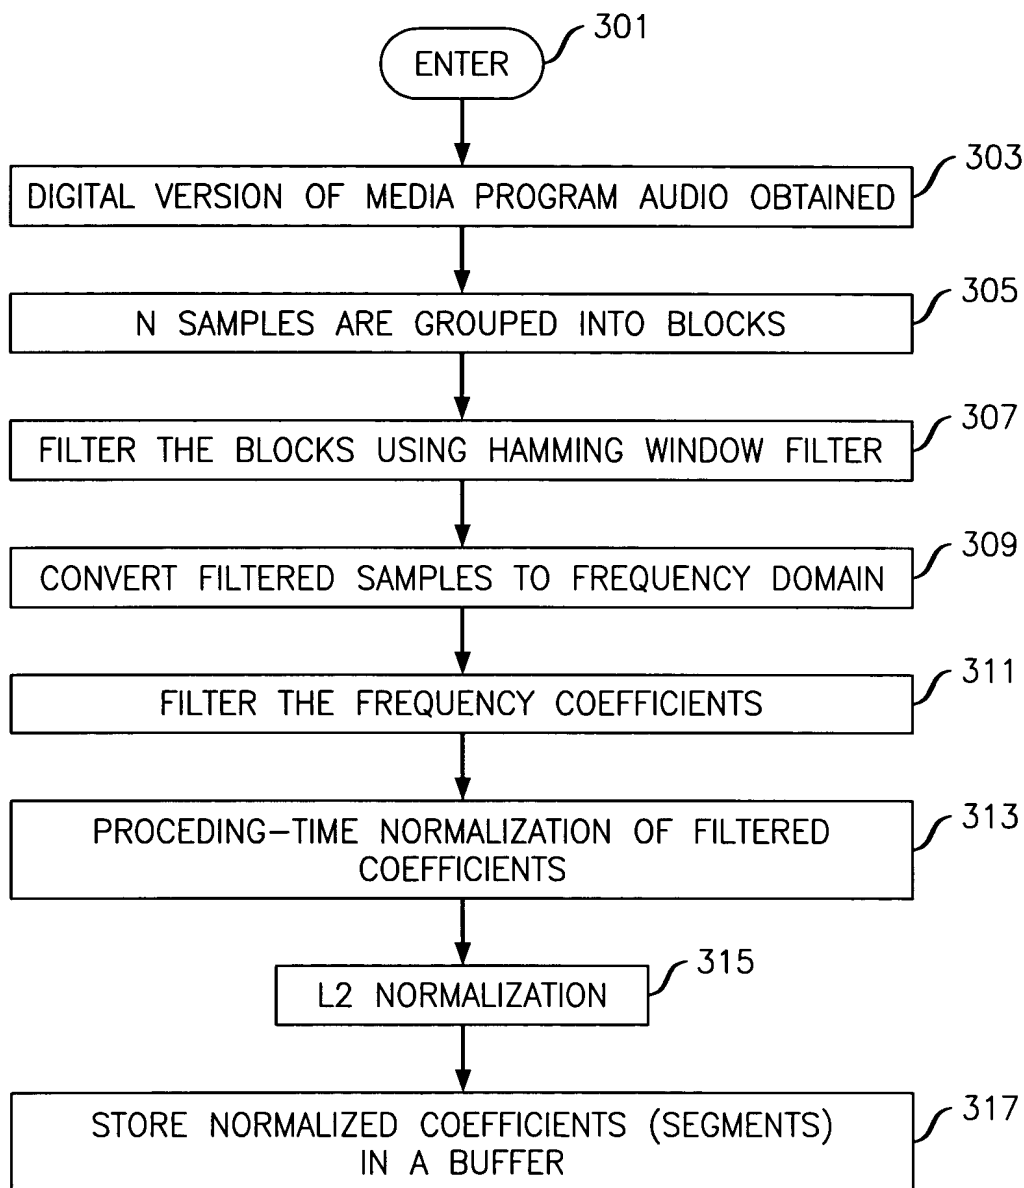 301
ENTER
303
DIGITAL VERSION OF MEDIA PROGRAM AUDIO OBTAINED
305
N SAMPLES ARE GROUPED INTO BLOCKS
307
FILTER THE BLOCKS USING HAMMING WINDOW FILTER
309
CONVERT FILTERED SAMPLES TO FREQUENCY DOMAIN
311
FILTER THE FREQUENCY COEFFICIENTS
313
PROCEDING-TIME NORMALIZATION OF FILTERED
COEFFICIENTS
315
L2 NORMALIZATION
317
STORE NORMALIZED COEFFICIENTS (SEGMENTS)
IN A BUFFER